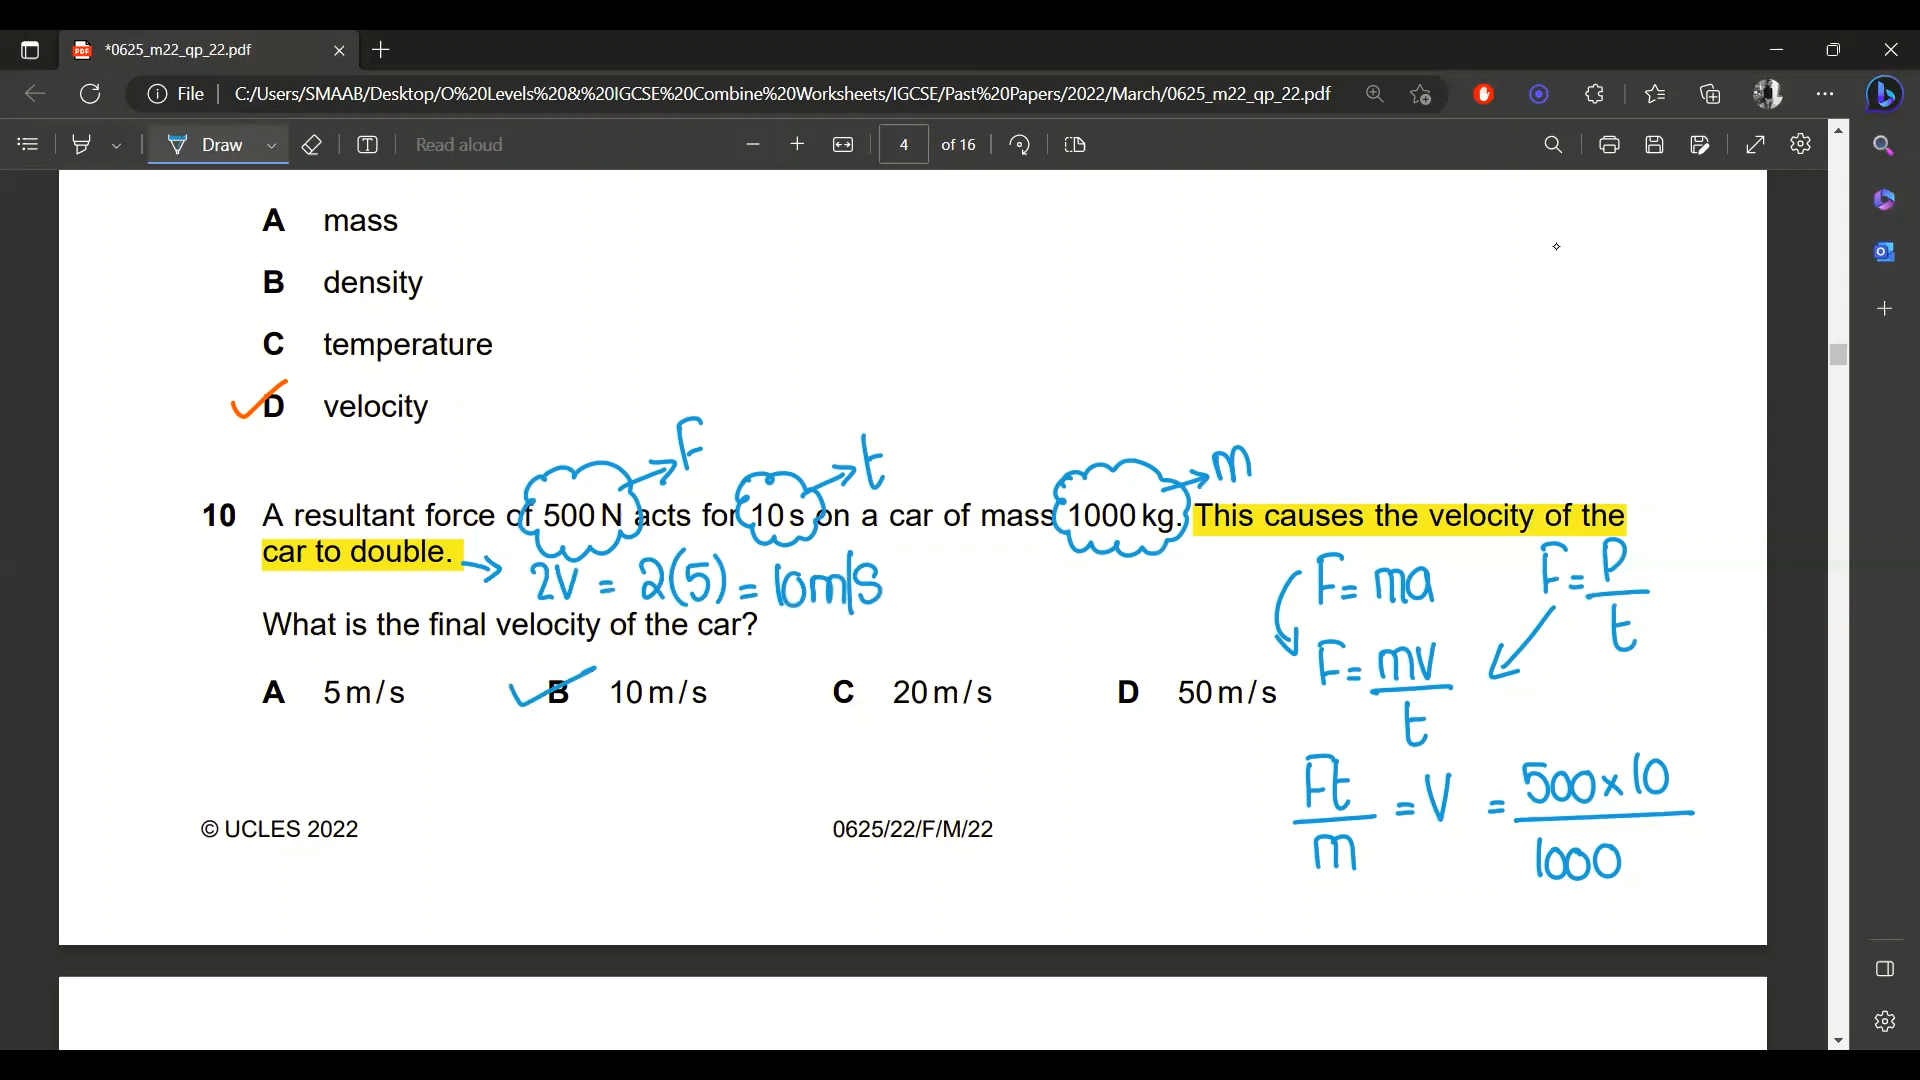 *0625_m22_qp_22.pdf
File
C:/Users/SMAAB/Desktop/O%20Levels%20&%20IGCSE%20Combine%20Worksheets/IGCSE/Past%20Papers/2022/March/0625_m22_qp_22.pdf
Draw
Read aloud
4 of 16
A mass
B density
C temperature
D velocity
F t m
10 A resultant force of 500 N acts for 10 s on a car of mass 1000 kg. This causes the velocity of the
car to double.
2V = 2(5) = 10m/s
F = ma
F = P/t
What is the final velocity of the car?
F = mv/t
A 5 m / s B 10 m / s C 20 m / s D 50 m / s
Ft/m = V = 500 x 10/1000
© UCLES 2022 0625/22/F/M/22